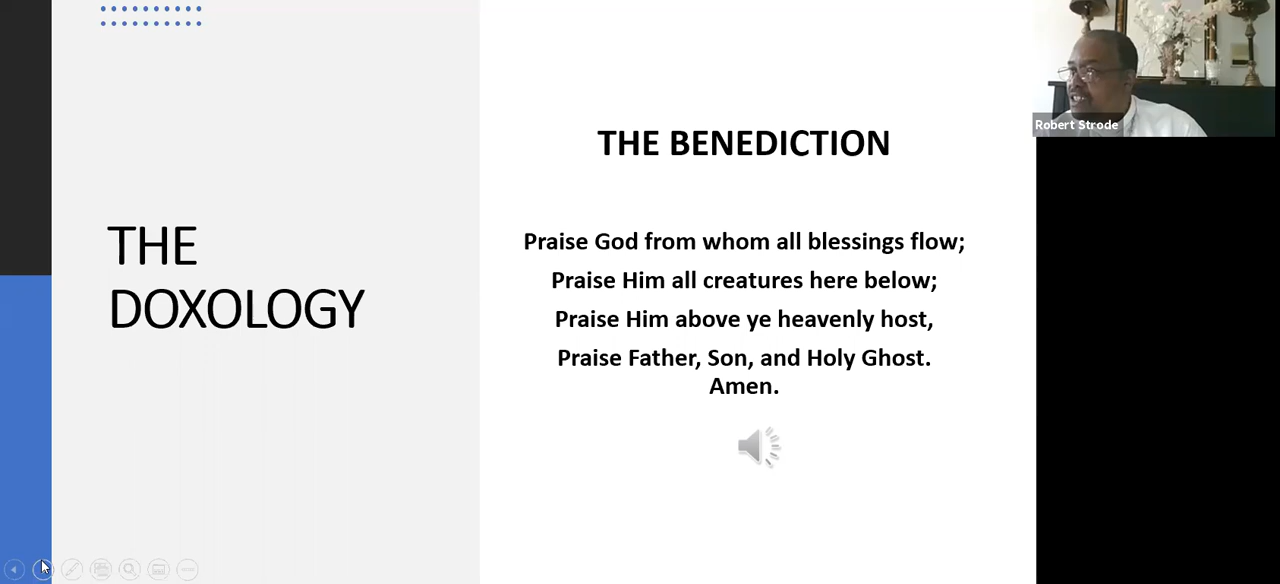 THE
DOXOLOGY
THE BENEDICTION
Praise God from whom all blessings flow;
Praise Him all creatures here below;
Praise Him above ye heavenly host,
Praise Father, Son, and Holy Ghost.
Amen.
Robert Strode